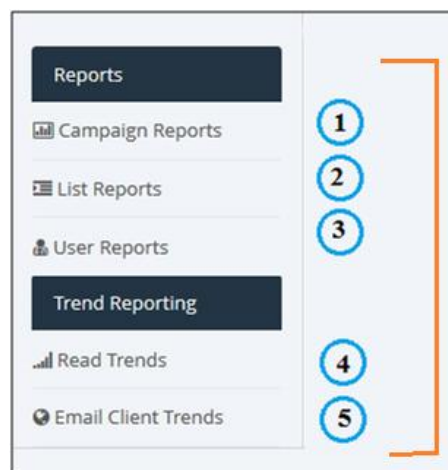 Reports
Campaign Reports 1
List Reports 2
User Reports 3
Trend Reporting
Read Trends 4
Email Client Trends 5